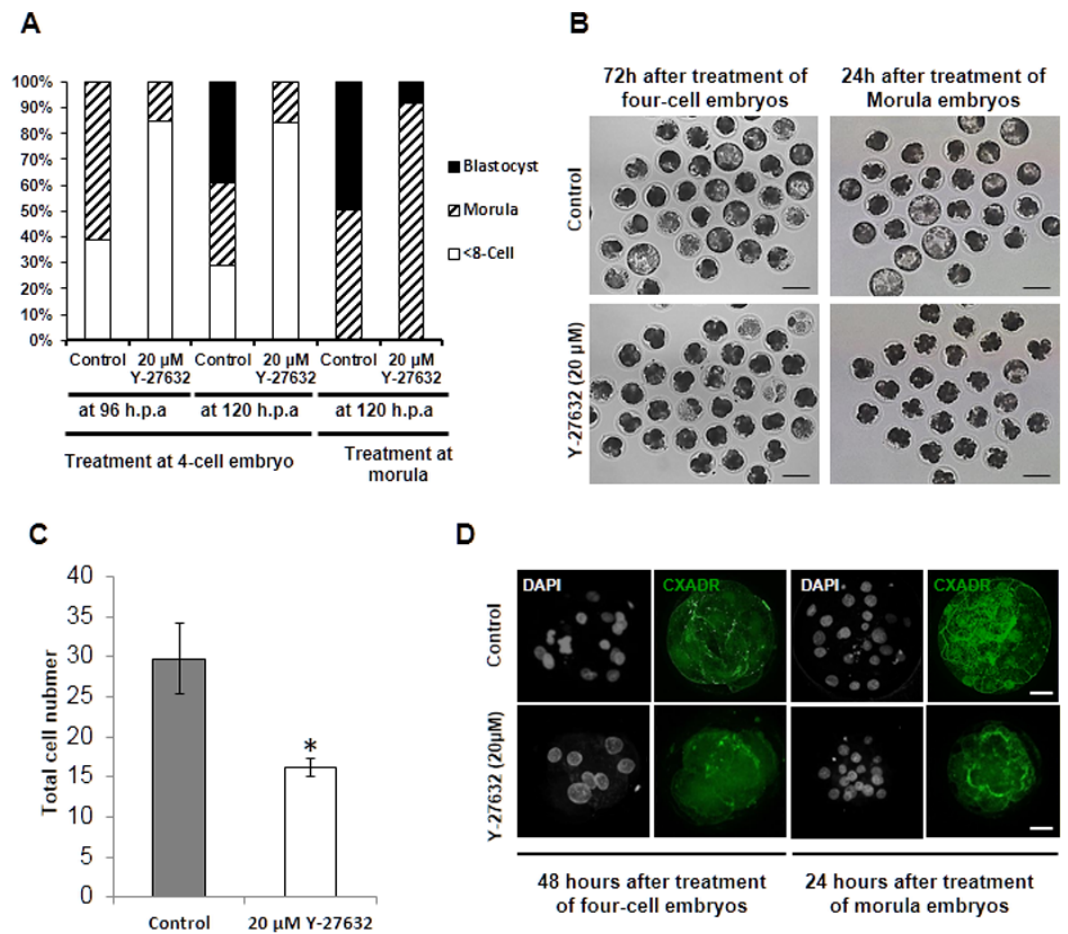 A
100%
90%
80%
70%
60%
50%
40%
30%
20%
10%
0%
Control 20 µM Control 20 µM Control 20 µM
Y-27632 Y-27632 Y-27632
at 96 h.p.a at 120 h.p.a at 120 h.p.a
Treatment at 4-cell embryo
Treatment at
morula
Blastocyst
Morula
<8-Cell
B
72h after treatment of
four-cell embryos
24h after treatment of
Morula embryos
Control
Y-27632 (20 µM)
C
Total cell nubmer
40
35
30
25
20
15
10
5
0
*
Control 20 µM Y-27632
D
DAPI CXADR DAPI CXADR
Control
Y-27632 (20µM)
48 hours after treatment
of four-cell embryos
24 hours after treatment
of morula embryos